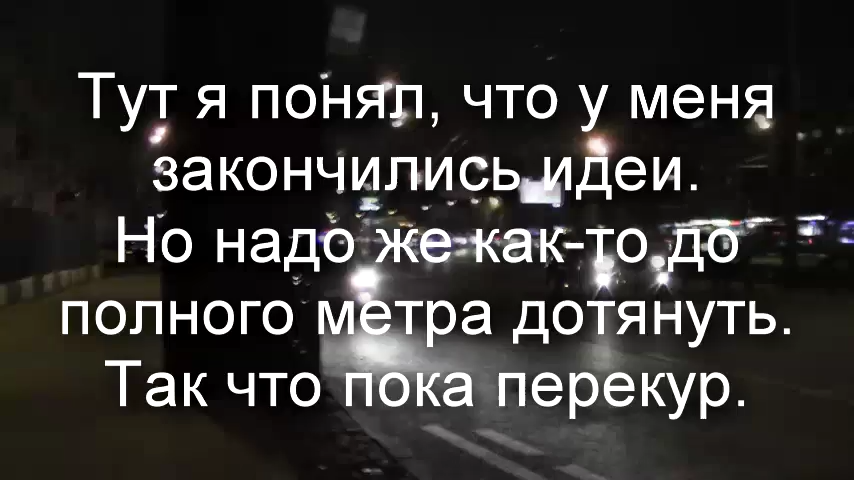 Тут я понял, что у меня
закончились идеи.
Но надо же как-то до
полного метра дотянуть.
Так что пока перекур.